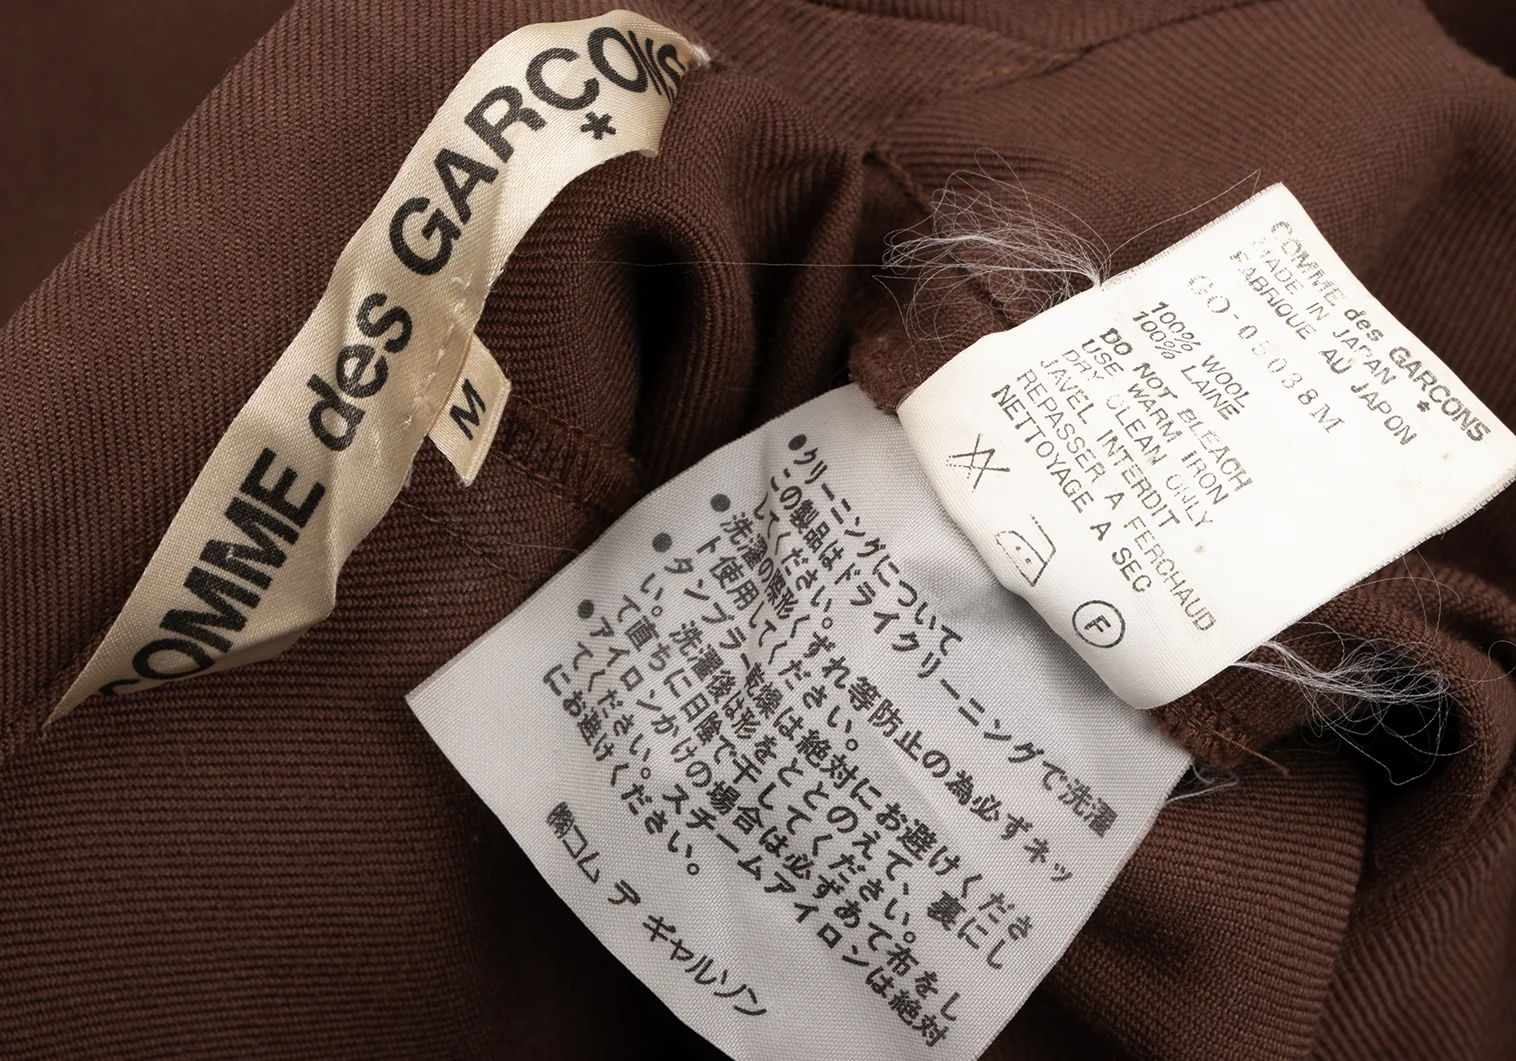 COMME des GARÇONS
*
M
COMME des GARCONS
*
MADE IN JAPAN
FABRIQUE AU JAPON
GO-050038M
100% WOOL
100% LAINE
DO NOT BLEACH
USE WARM IRON
DRY CLEAN ONLY
JAVEL INTERDIT
REPASSER A FERCHAUD
NETTOYAGE A SEC
F
●クリーニングについて
この製品はドライクリーニングで洗濯
してください。
●洗濯の際形くずれ等防止の為必ずネッ
ト使用してください。
●タンブラー乾燥は絶対にお避けくださ
い。洗濯後は形をととのえて、裏にし
て直ちに日陰で干してください。
●アイロンかけの場合は必ずあて布をし
てください。スチームアイロンは絶対
にお避けください。
㈱コム デ ギャルソン